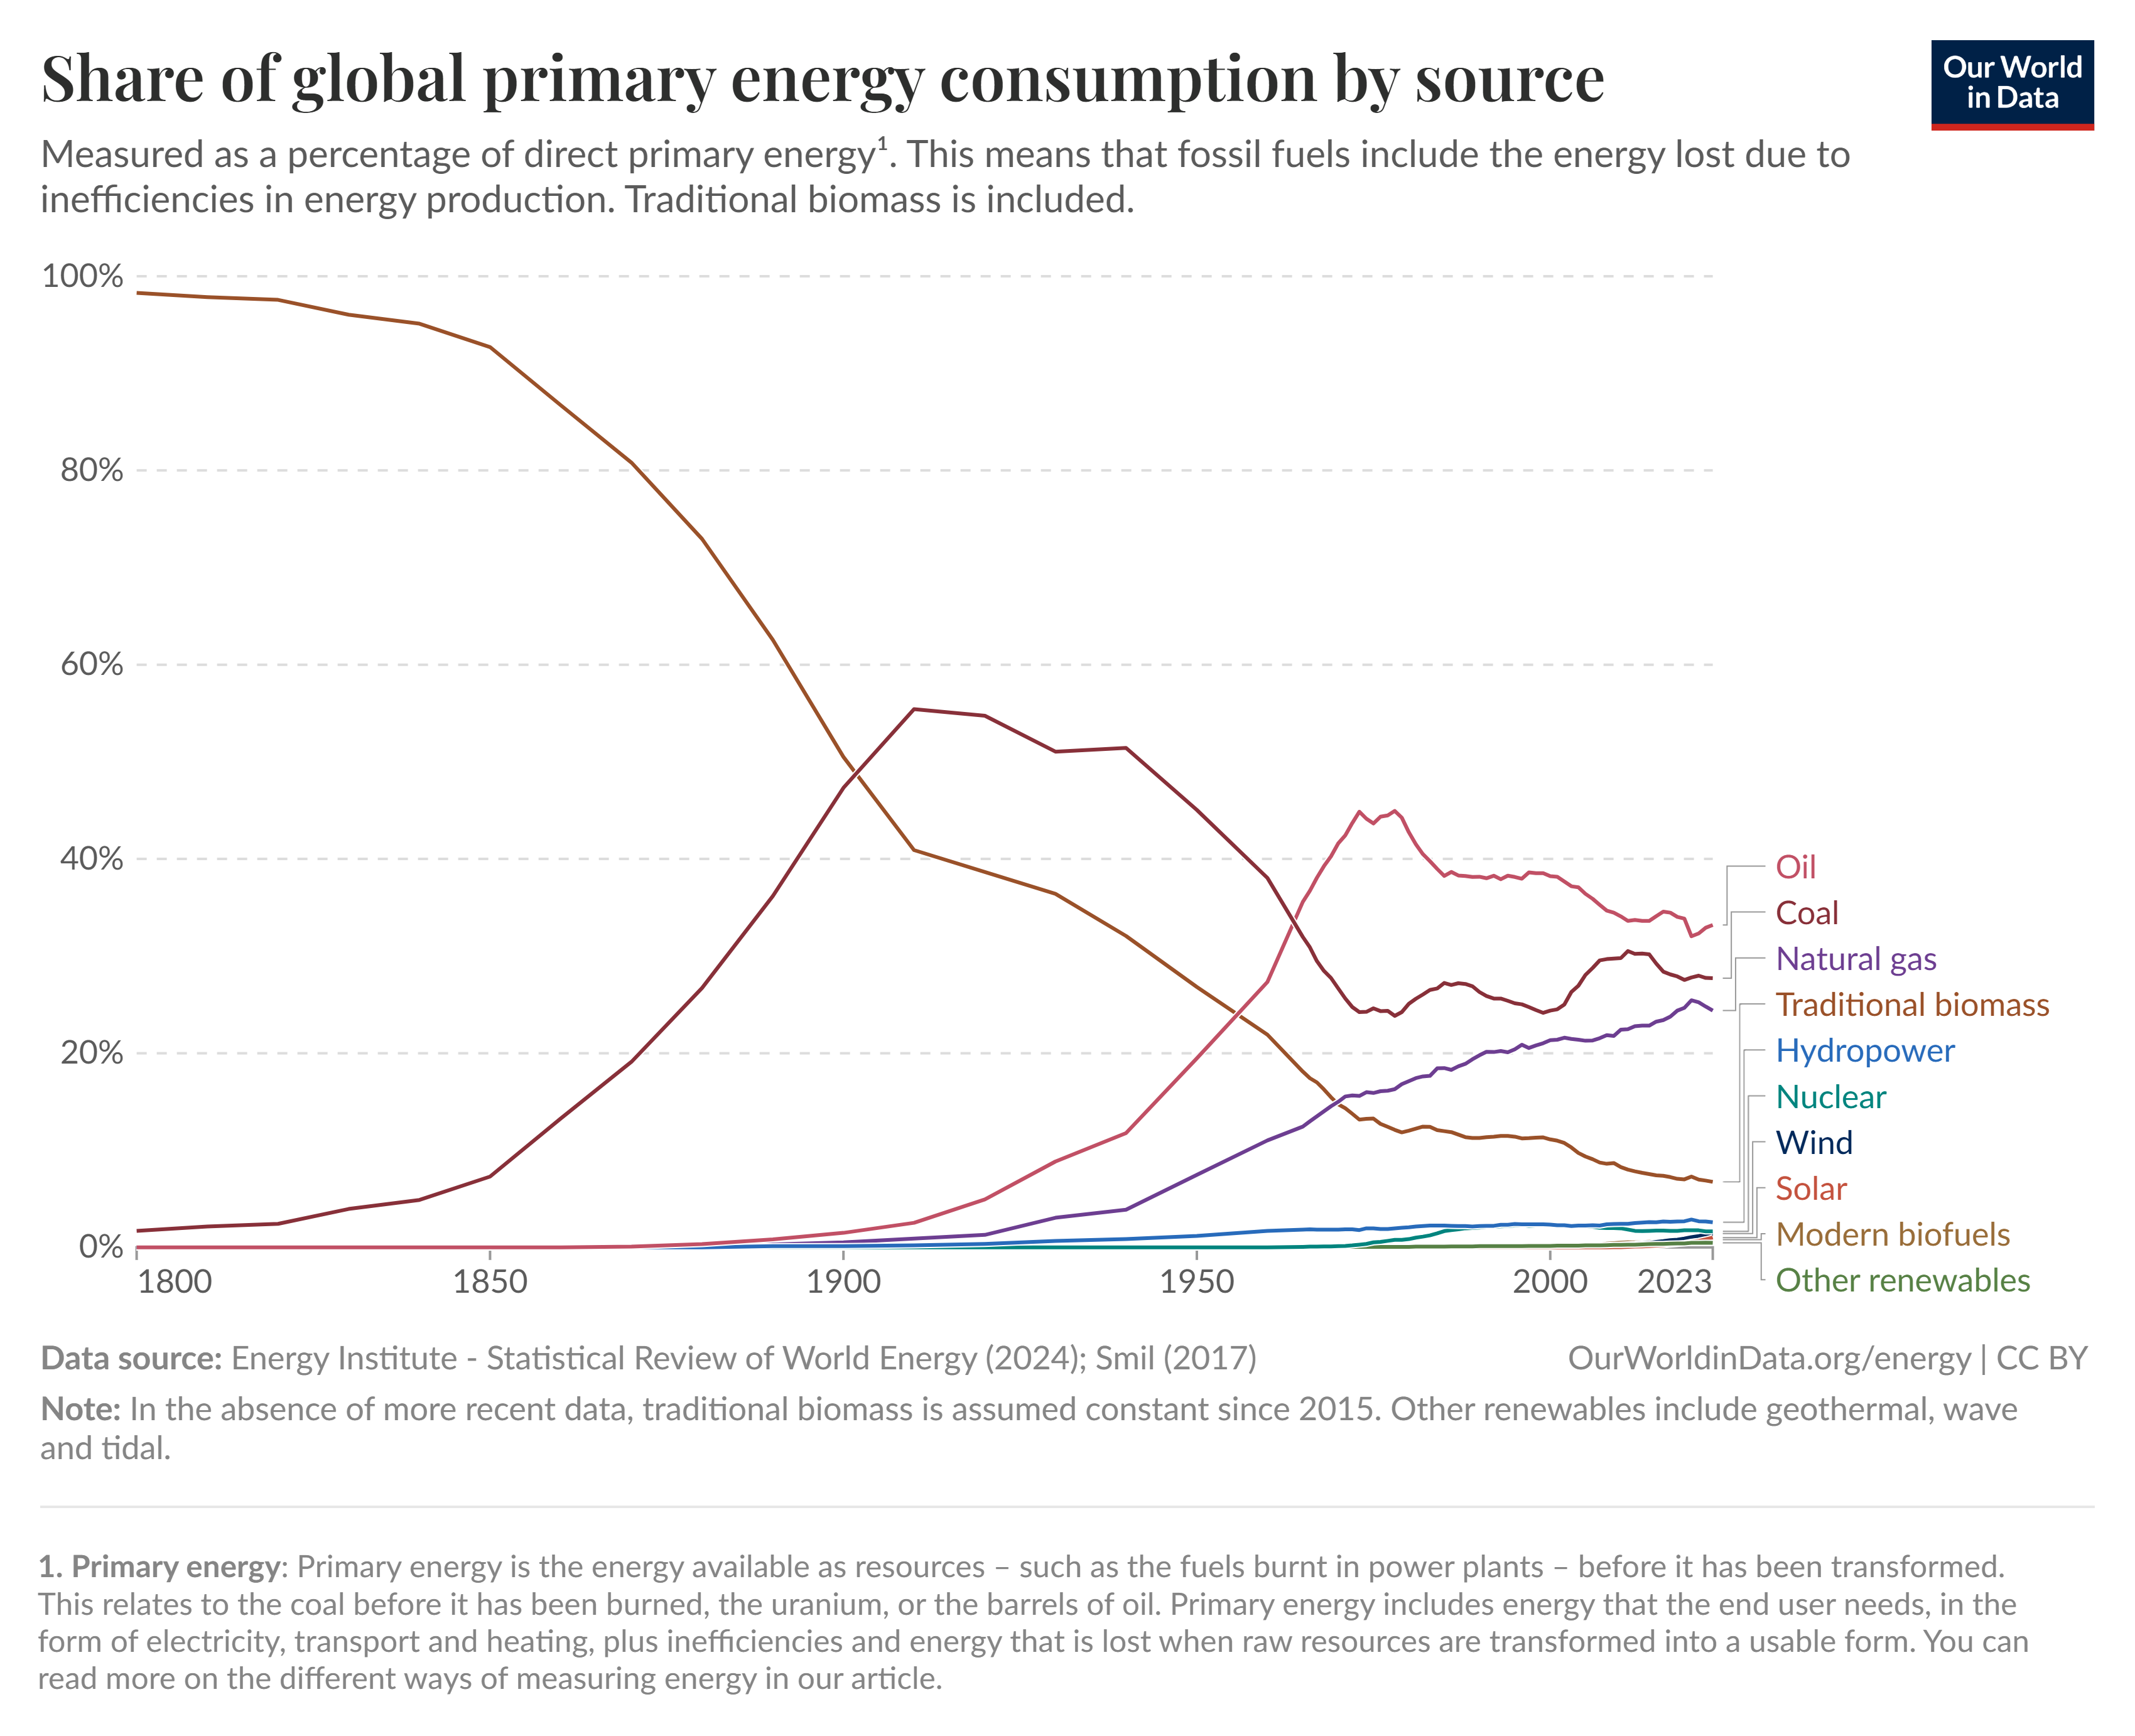 Share of global primary energy consumption by source
Our World
in Data
Measured as a percentage of direct primary energy¹. This means that fossil fuels include the energy lost due to
inefficiencies in energy production. Traditional biomass is included.
100%
80%
60%
40%
20%
0%
Oil
Coal
Natural gas
Traditional biomass
Hydropower
Nuclear
Wind
Solar
Modern biofuels
Other renewables
1800 1850 1900 1950 2000 2023
Data source: Energy Institute - Statistical Review of World Energy (2024); Smil (2017)
OurWorldinData.org/energy | CC BY
Note: In the absence of more recent data, traditional biomass is assumed constant since 2015. Other renewables include geothermal, wave
and tidal.
1. Primary energy: Primary energy is the energy available as resources – such as the fuels burnt in power plants – before it has been transformed.
This relates to the coal before it has been burned, the uranium, or the barrels of oil. Primary energy includes energy that the end user needs, in the
form of electricity, transport and heating, plus inefficiencies and energy that is lost when raw resources are transformed into a usable form. You can
read more on the different ways of measuring energy in our article.